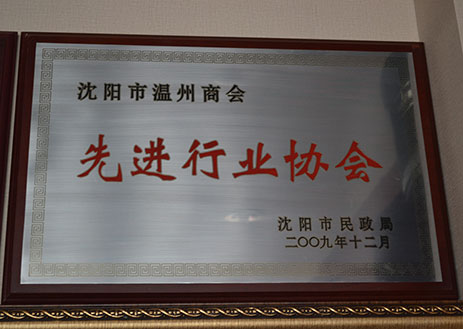 沈阳市温州商会
先进行业协会
沈阳市民政局
二〇〇九年十二月